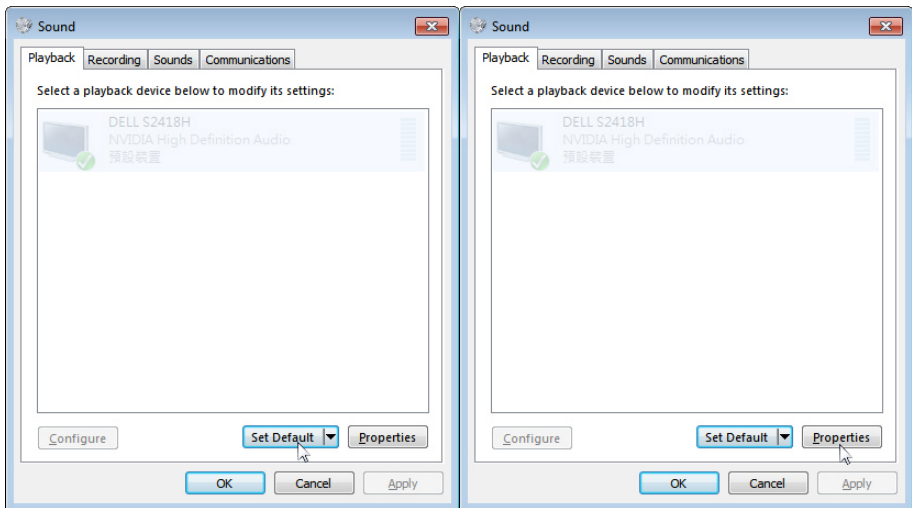 Sound
Playback Recording Sounds Communications
Select a playback device below to modify its settings:
DELL S2418H
NVIDIA High Definition Audio
預設裝置
Configure Set Default Properties
OK Cancel Apply
Sound
Playback Recording Sounds Communications
Select a playback device below to modify its settings:
DELL S2418H
NVIDIA High Definition Audio
預設裝置
Configure Set Default Properties
OK Cancel Apply